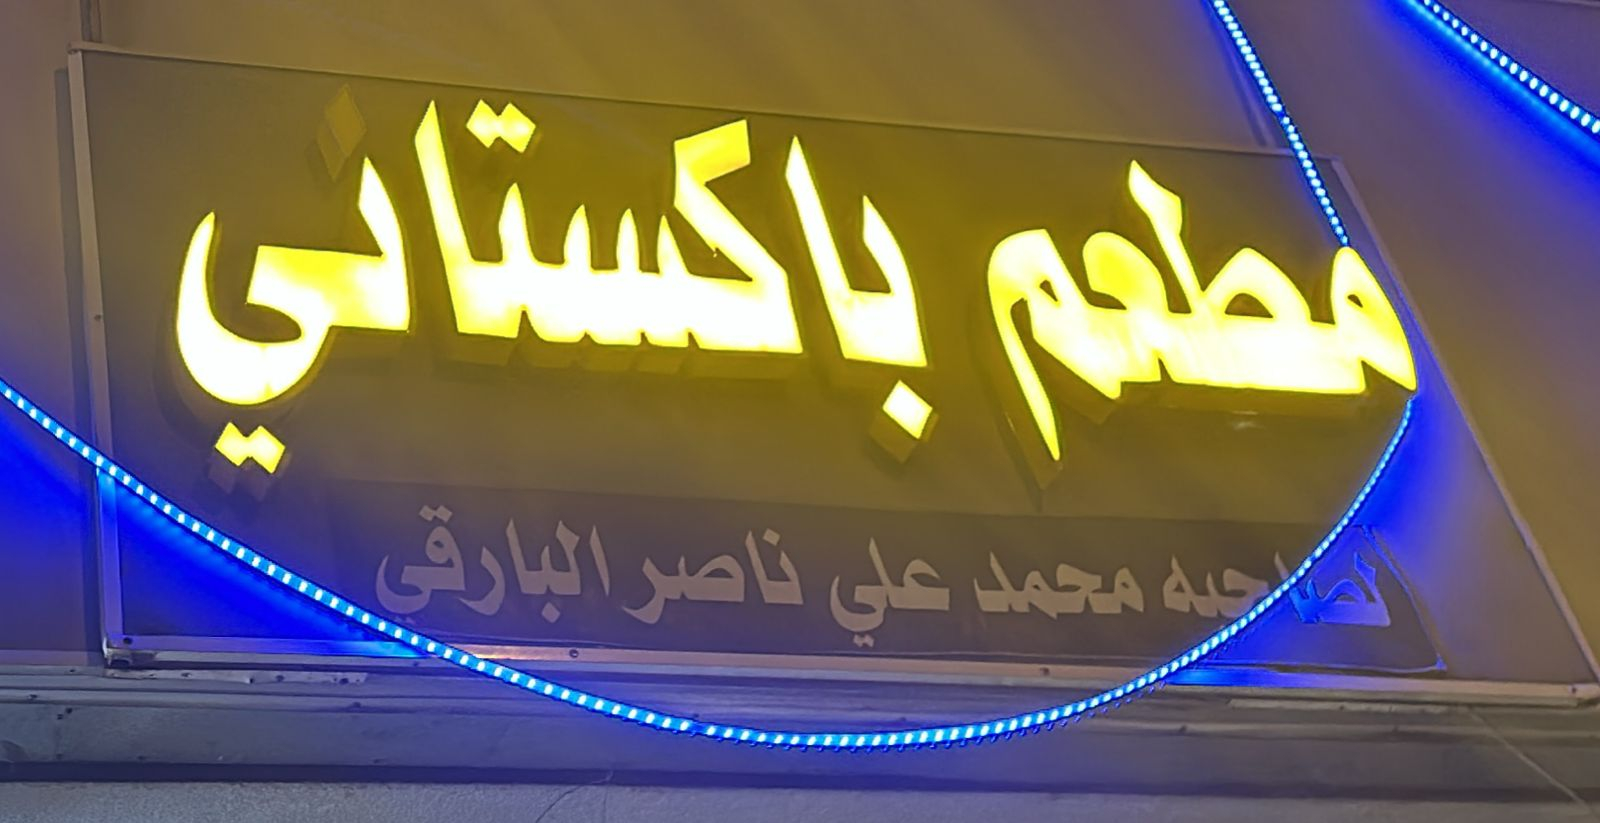 مطعم باكستاني
لصاحبه محمد علي ناصر البارقي